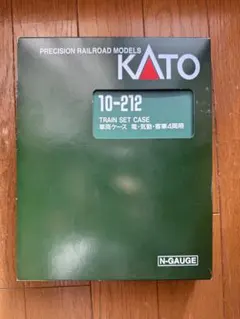 PRECISION RAILROAD MODELS
KATO
10-212
TRAIN SET CASE
車両ケース 電・気動・客車4両用
N-GAUGE